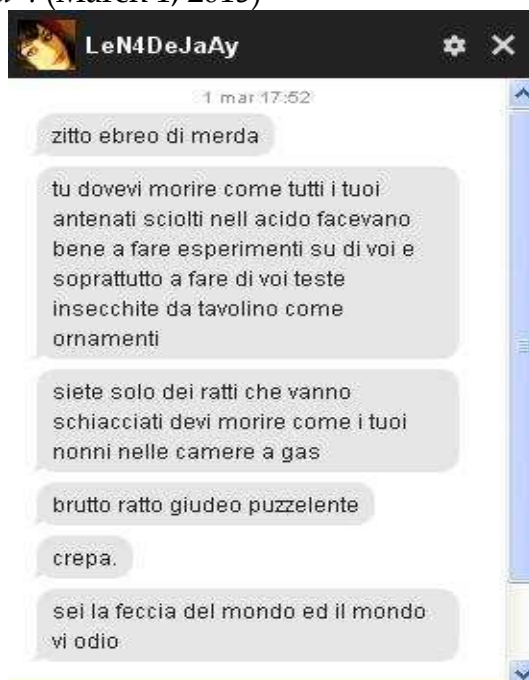 (March 1, 2015)
LeN4DeJaAy
1 mar 17:52
zitto ebreo di merda
tu dovevi morire come tutti i tuoi
antenati sciolti nell acido facevano
bene a fare esperimenti su di voi e
soprattutto a fare di voi teste
insecchite da tavolino come
ornamenti
siete solo dei ratti che vanno
schiacciati devi morire come i tuoi
nonni nelle camere a gas
brutto ratto giudeo puzzelente
crepa.
sei la feccia del mondo ed il mondo
vi odio